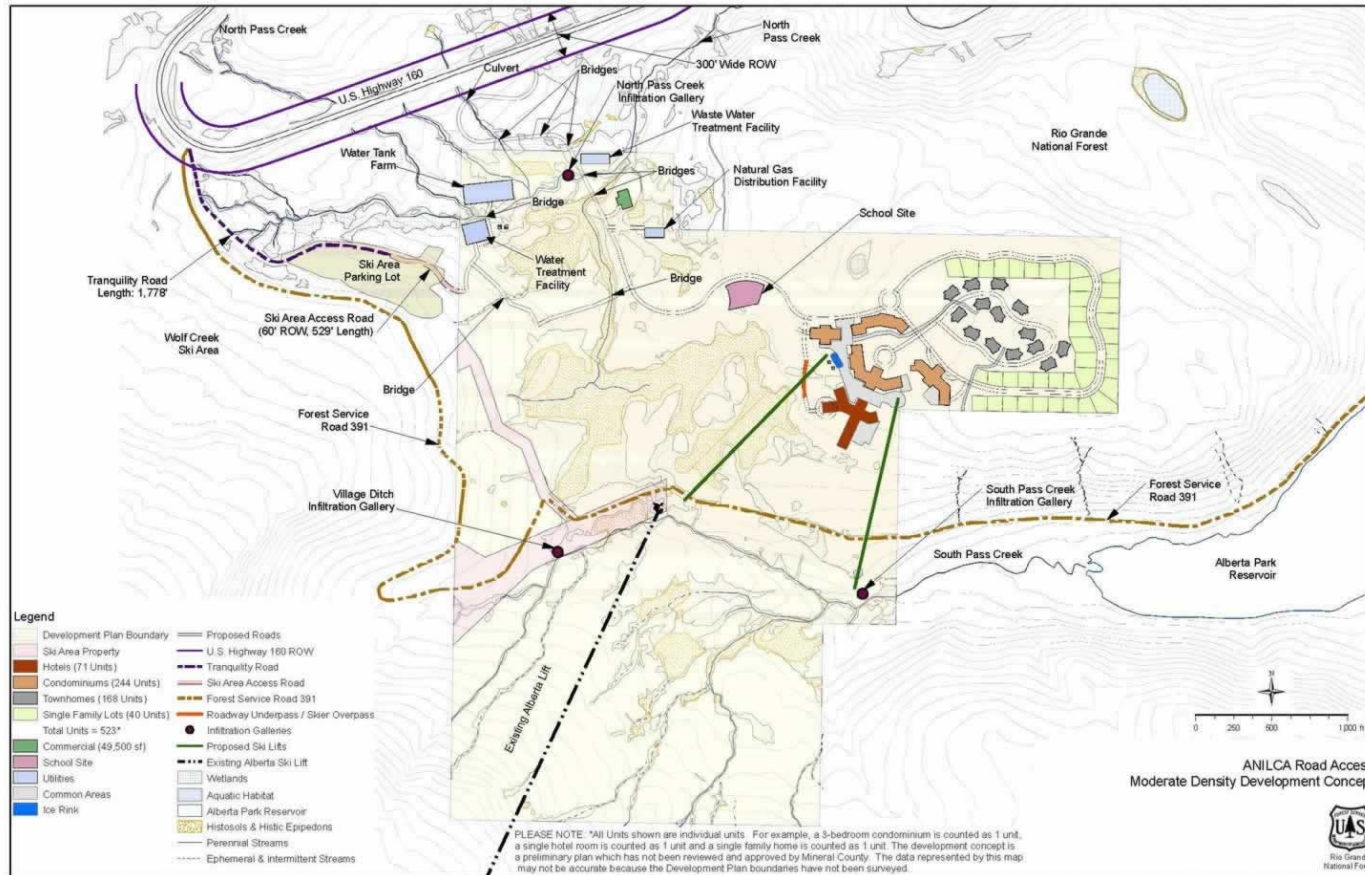 North Pass Creek
North
Pass Creek
300' Wide ROW
U.S. Highway 160
Culvert
Bridges
North Pass Creek
Infiltration Gallery
Waste Water
Treatment Facility
Rio Grande
National Forest
Water Tank
Farm
Bridges
Natural Gas
Distribution Facility
Bridge
School Site
Tranquility Road
Length: 1,778'
Ski Area
Parking Lot
Water
Treatment
Facility
Bridge
Ski Area Access Road
(60' ROW, 529' Length)
Wolf Creek
Ski Area
Bridge
Forest Service
Road 391
Village Ditch
Infiltration Gallery
South Pass Creek
Infiltration Gallery
Forest Service
Road 391
South Pass Creek
Alberta Park
Reservoir
Existing Alberta Lift
Legend
Development Plan Boundary
Ski Area Property
Hotels (71 Units)
Condominiums (244 Units)
Townhomes (168 Units)
Single Family Lots (40 Units)
Total Units = 523*
Commercial (49,500 sf)
School Site
Utilities
Common Areas
Ice Rink
Proposed Roads
U.S. Highway 160 ROW
Tranquility Road
Ski Area Access Road
Forest Service Road 391
Roadway Underpass / Skier Overpass
Infiltration Galleries
Proposed Ski Lifts
Existing Alberta Ski Lift
Wetlands
Aquatic Habitat
Alberta Park Reservoir
Histosols & Histic Epipedons
Perennial Streams
Ephemeral & Intermittent Streams
PLEASE NOTE: *All Units shown are individual units. For example, a 3-bedroom condominium is counted as 1 unit,
a single hotel room is counted as 1 unit and a single family home is counted as 1 unit. The development concept is
a preliminary plan which has not been reviewed and approved by Mineral County. The data represented by this map
may not be accurate because the Development Plan boundaries have not been surveyed.
N
0 250 500 1,000 ft
ANILCA Road Acces
Moderate Density Development Concep
US
Rio Grand
National For